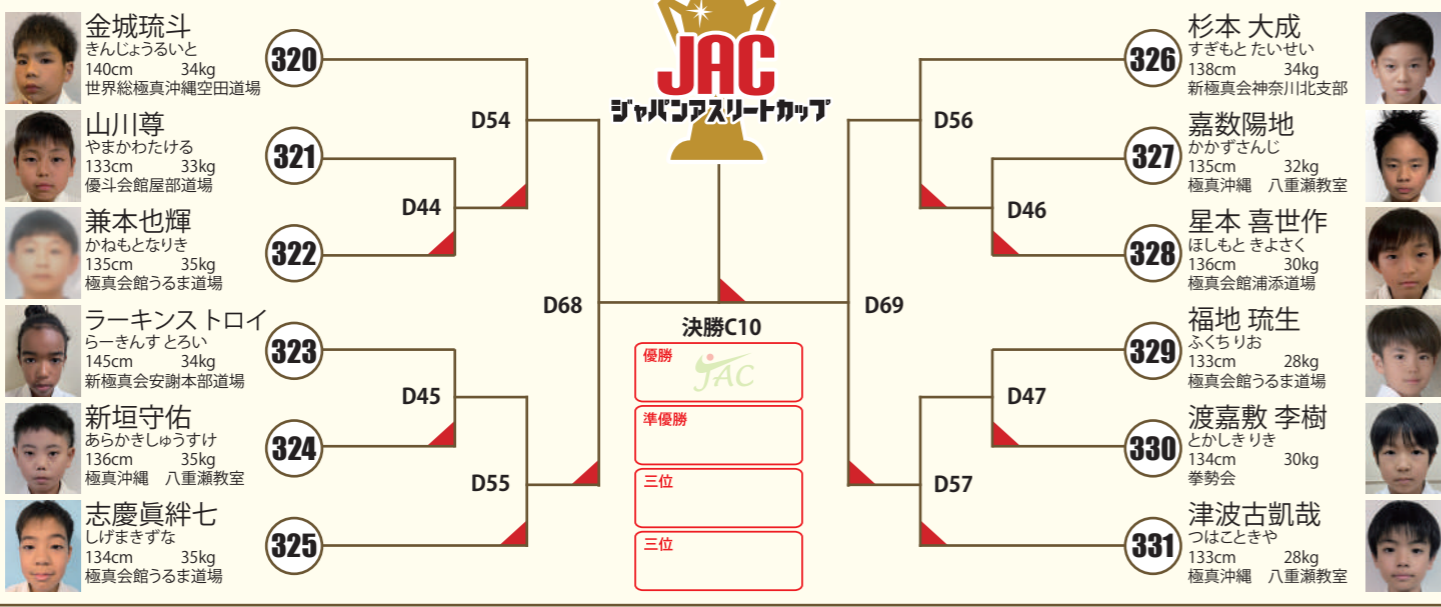 金城琉斗
きんじょうるいと
140cm 34kg
世界総極真沖縄空田道場
320
山川尊
やまかわたける
133cm 33kg
優斗会館屋部道場
321
兼本也輝
かねもとなりき
135cm 35kg
極真会館うるま道場
322
ラーキンス トロイ
らーきんす とろい
145cm 34kg
新極真会安謝本部道場
323
新垣守佑
あらかきしゅうすけ
136cm 35kg
極真沖縄 八重瀬教室
324
志慶眞絆七
しげまきずな
134cm 35kg
極真会館うるま道場
325
D54
D44
D45
D55
D68
JAC
ジャパンアスリートカップ
決勝C10
優勝
JAC
準優勝
三位
三位
D69
D56
D46
D47
D57
326
杉本 大成
すぎもと たいせい
138cm 34kg
新極真会神奈川北支部
327
嘉数陽地
かかずさんじ
135cm 32kg
極真沖縄 八重瀬教室
328
星本 喜世作
ほしもと きよさく
136cm 30kg
極真会館浦添道場
329
福地 琉生
ふくち りお
133cm 28kg
極真会館うるま道場
330
渡嘉敷 李樹
とかしき りき
134cm 30kg
拳勢会
331
津波古凱哉
つはこときや
133cm 28kg
極真沖縄 八重瀬教室